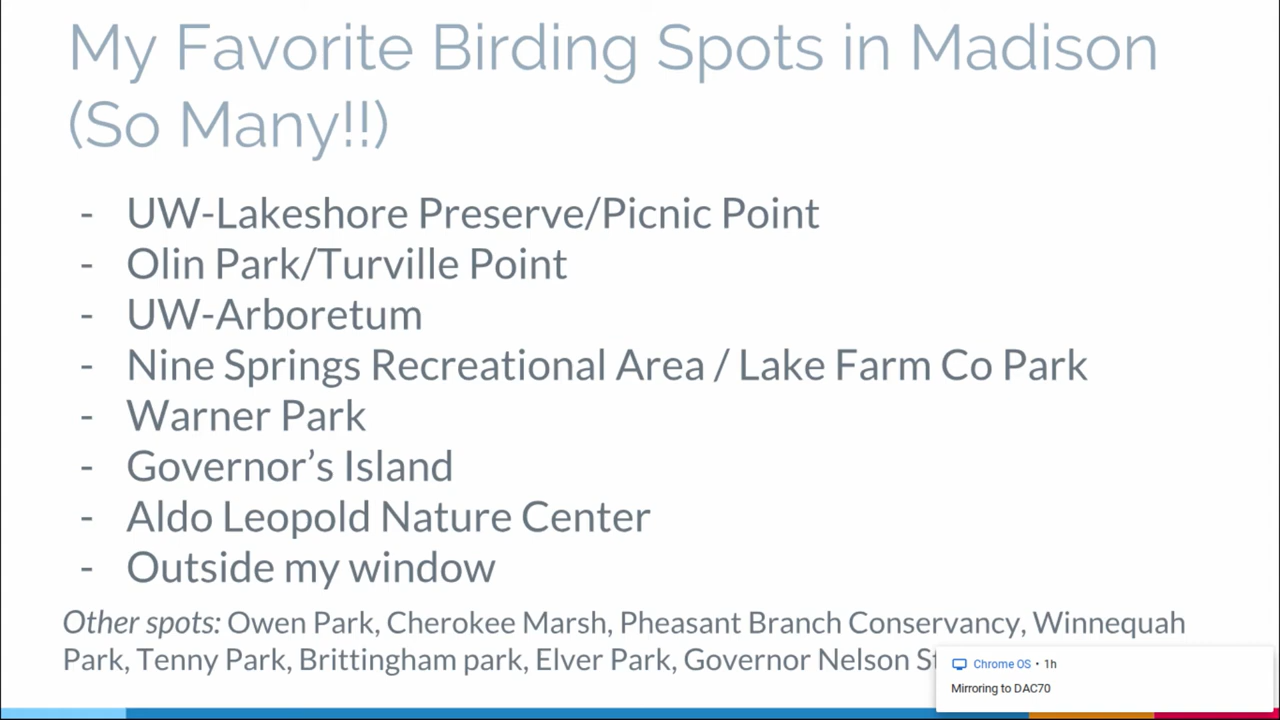 My Favorite Birding Spots in Madison
(So Many!!)
- UW-Lakeshore Preserve/Picnic Point
- Olin Park/Turville Point
- UW-Arboretum
- Nine Springs Recreational Area / Lake Farm Co Park
- Warner Park
- Governor's Island
- Aldo Leopold Nature Center
- Outside my window
Other spots: Owen Park, Cherokee Marsh, Pheasant Branch Conservancy, Winnequah
Park, Tenny Park, Brittingham park, Elver Park, Governor Nelson
Chrome OS • 1h
Mirroring to DAC70